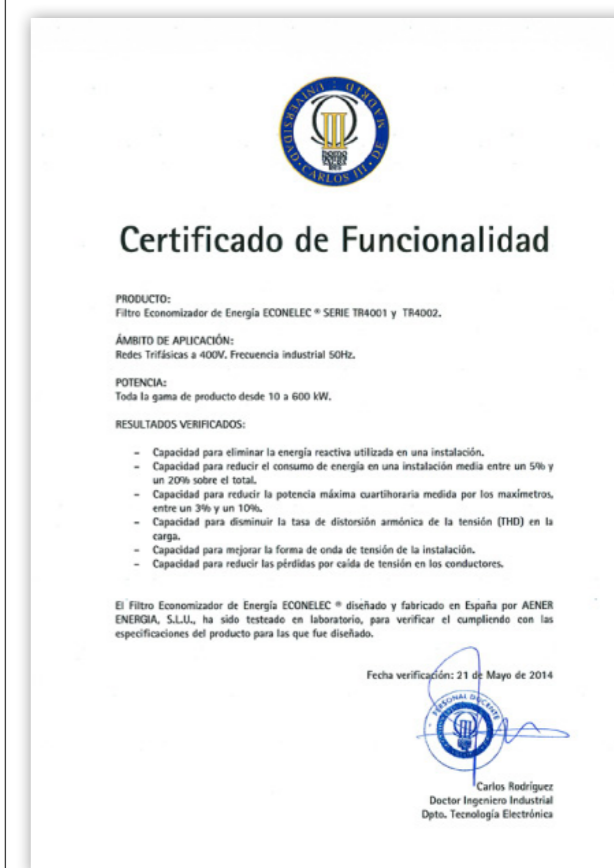 UNIVERSIDAD · CARLOS III · DE MADRID
Certificado de Funcionalidad
PRODUCTO:
Filtro Economizador de Energía ECONELEC ® SERIE TR4001 y TR4002.
ÁMBITO DE APLICACIÓN:
Redes Trifásicas a 400V. Frecuencia industrial 50Hz.
POTENCIA:
Toda la gama de producto desde 10 a 600 kW.
RESULTADOS VERIFICADOS:
– Capacidad para eliminar la energía reactiva utilizada en una instalación.
– Capacidad para reducir el consumo de energía en una instalación media entre un 5% y
un 20% sobre el total.
– Capacidad para reducir la potencia máxima cuartihoraria medida por los maxímetros,
entre un 3% y un 10%.
– Capacidad para disminuir la tasa de distorsión armónica de la tensión (THD) en la
carga.
– Capacidad para mejorar la forma de onda de tensión de la instalación.
– Capacidad para reducir las pérdidas por caída de tensión en los conductores.
El Filtro Economizador de Energía ECONELEC ® diseñado y fabricado en España por AENER
ENERGIA, S.L.U., ha sido testeado en laboratorio, para verificar el cumpliendo con las
especificaciones del producto para las que fue diseñado.
Fecha verificación: 21 de Mayo de 2014
PERSONAL DOCENTE
Carlos Rodríguez
Doctor Ingeniero Industrial
Dpto. Tecnología Electrónica